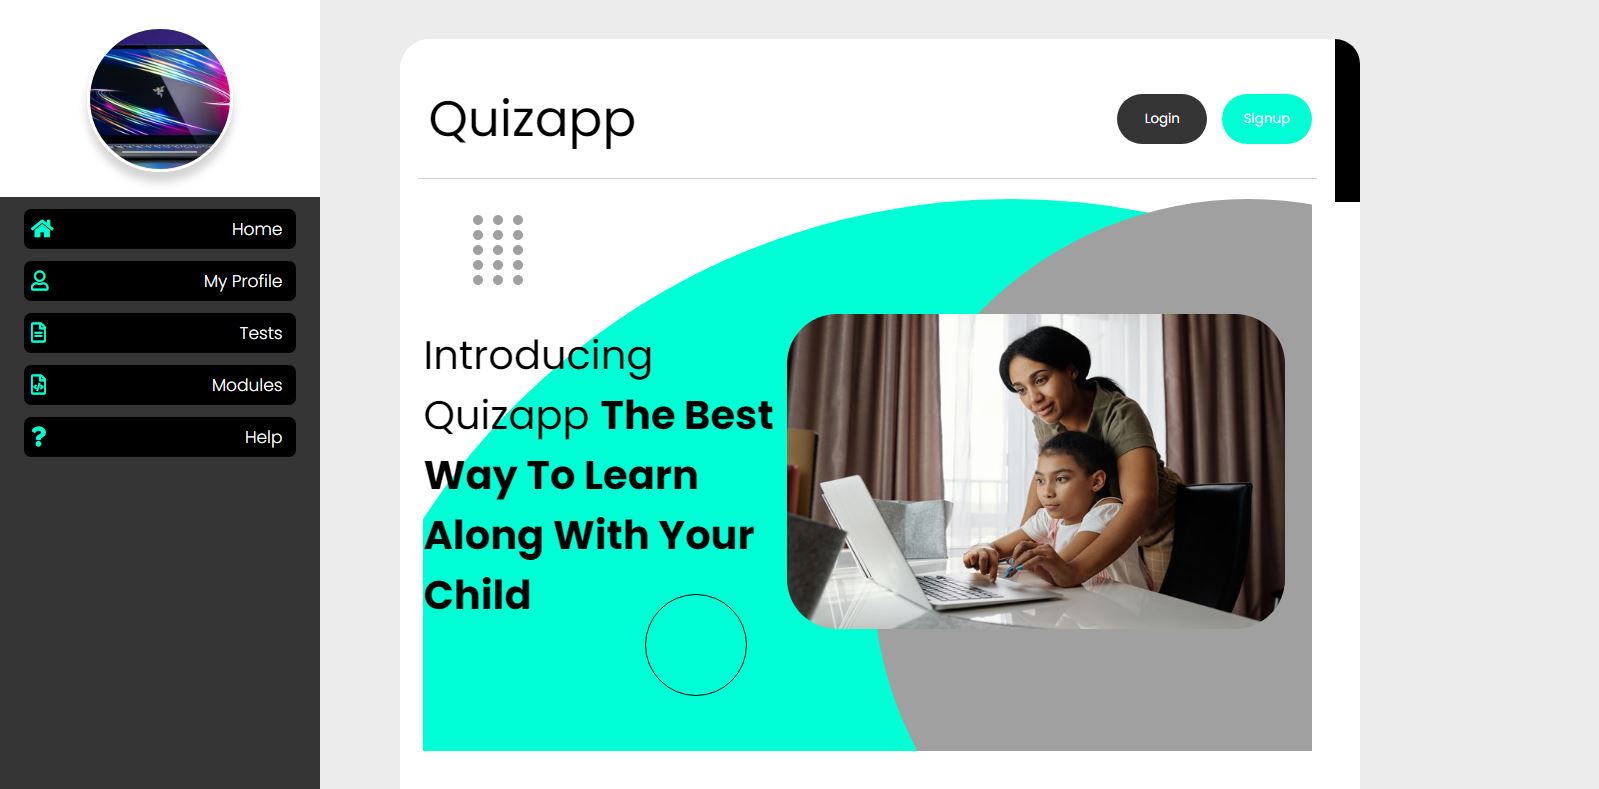 Home
My Profile
Tests
Modules
Help
Quizapp
Login
Signup
Introducing
Quizapp The Best
Way To Learn
Along With Your
Child